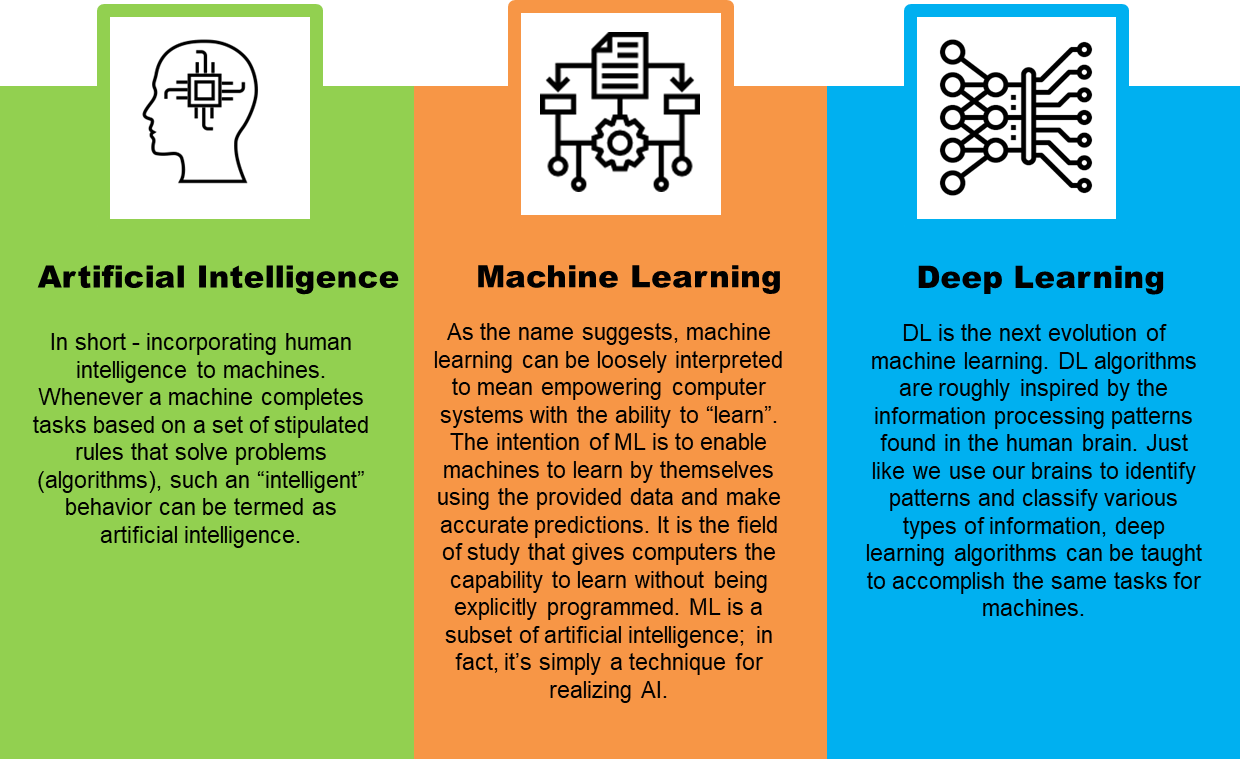 Artificial Intelligence
In short - incorporating human
intelligence to machines.
Whenever a machine completes
tasks based on a set of stipulated
rules that solve problems
(algorithms), such an “intelligent”
behavior can be termed as
artificial intelligence.
Machine Learning
As the name suggests, machine
learning can be loosely interpreted
to mean empowering computer
systems with the ability to “learn”.
The intention of ML is to enable
machines to learn by themselves
using the provided data and make
accurate predictions. It is the field
of study that gives computers the
capability to learn without being
explicitly programmed. ML is a
subset of artificial intelligence; in
fact, it’s simply a technique for
realizing AI.
Deep Learning
DL is the next evolution of
machine learning. DL algorithms
are roughly inspired by the
information processing patterns
found in the human brain. Just
like we use our brains to identify
patterns and classify various
types of information, deep
learning algorithms can be taught
to accomplish the same tasks for
machines.